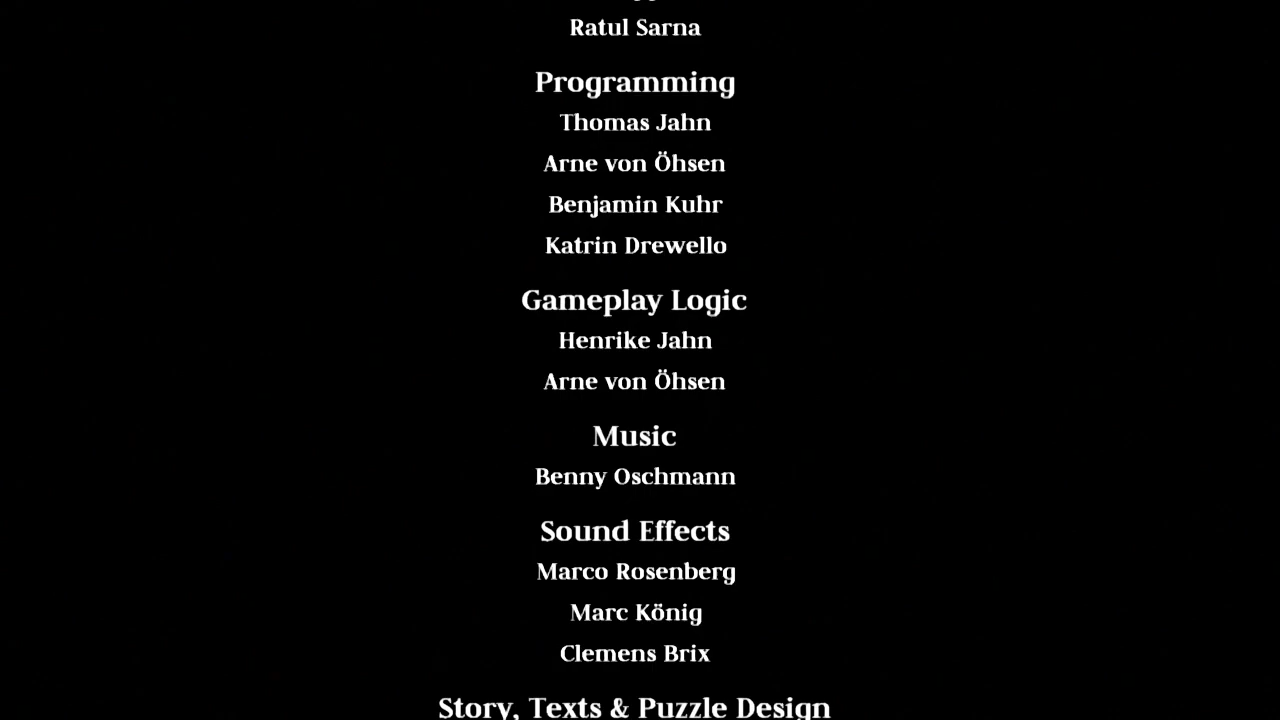 Ratul Sarna
Programming
Thomas Jahn
Arne von Öhsen
Benjamin Kuhr
Katrin Drewello
Gameplay Logic
Henrike Jahn
Arne von Öhsen
Music
Benny Oschmann
Sound Effects
Marco Rosenberg
Marc König
Clemens Brix
Story, Texts & Puzzle Design